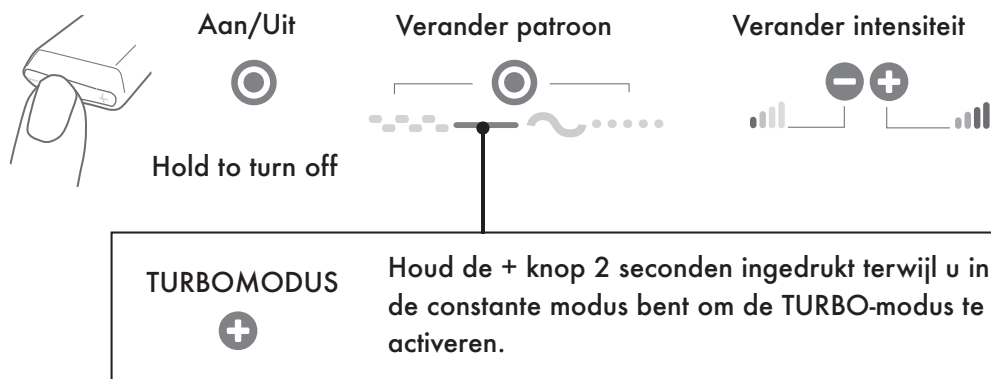 Aan/Uit
Verander patroon
Verander intensiteit
Hold to turn off
TURBOMODUS
Houd de + knop 2 seconden ingedrukt terwijl u in
de constante modus bent om de TURBO-modus te
activeren.